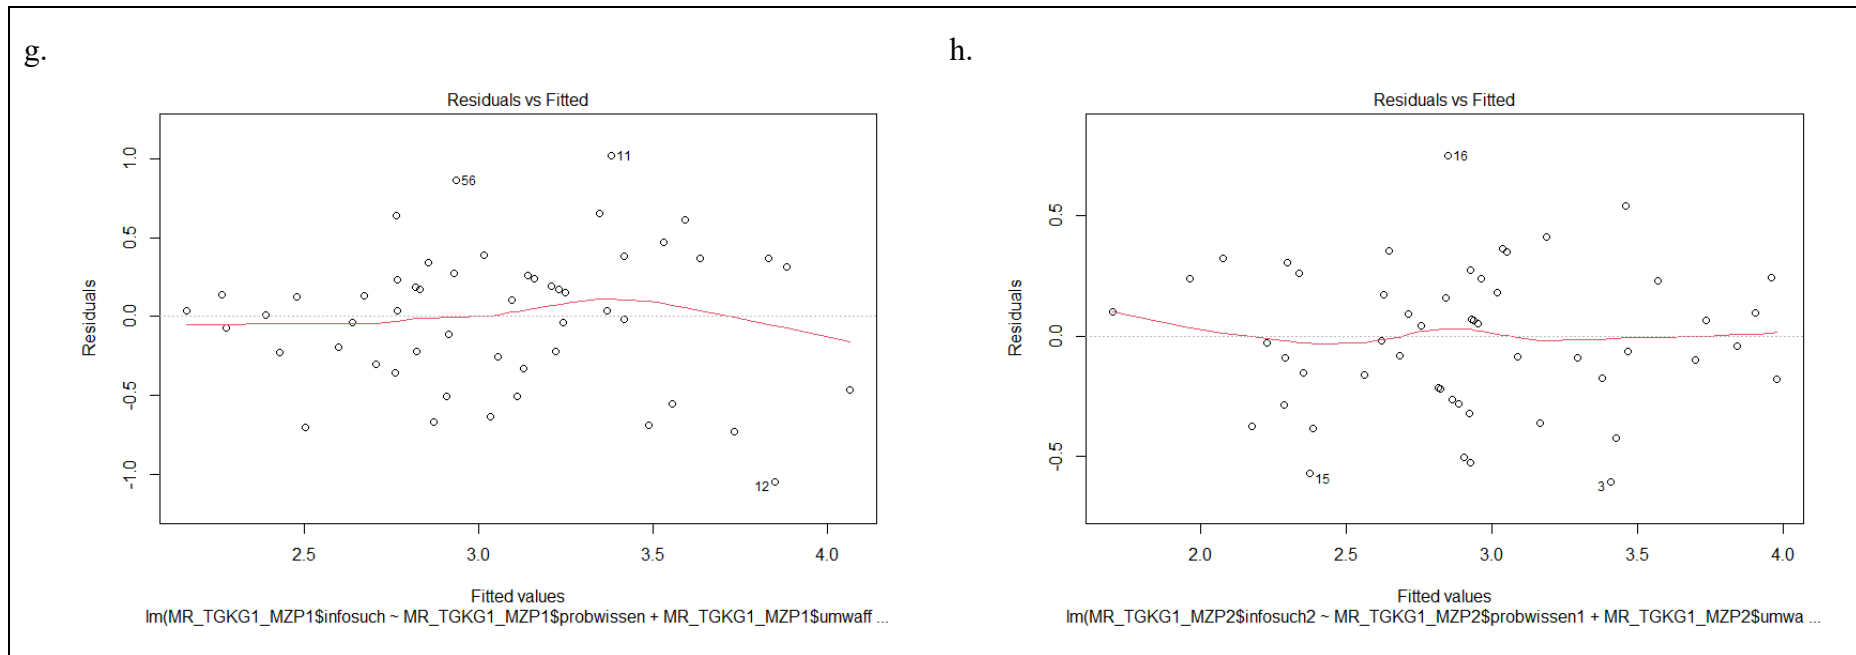 g.
Residuals vs Fitted
Residuals
1.0
0.5
0.0
-0.5
-1.0
11
56
12
2.5 3.0 3.5 4.0
Fitted values
lm(MR_TGKG1_MZP1$infosuch ~ MR_TGKG1_MZP1$probwissen + MR_TGKG1_MZP1$umwaff ...
h.
Residuals vs Fitted
Residuals
0.5
0.0
-0.5
16
15
3
2.0 2.5 3.0 3.5 4.0
Fitted values
lm(MR_TGKG1_MZP2$infosuch2 ~ MR_TGKG1_MZP2$probwissen1 + MR_TGKG1_MZP2$umwa ...